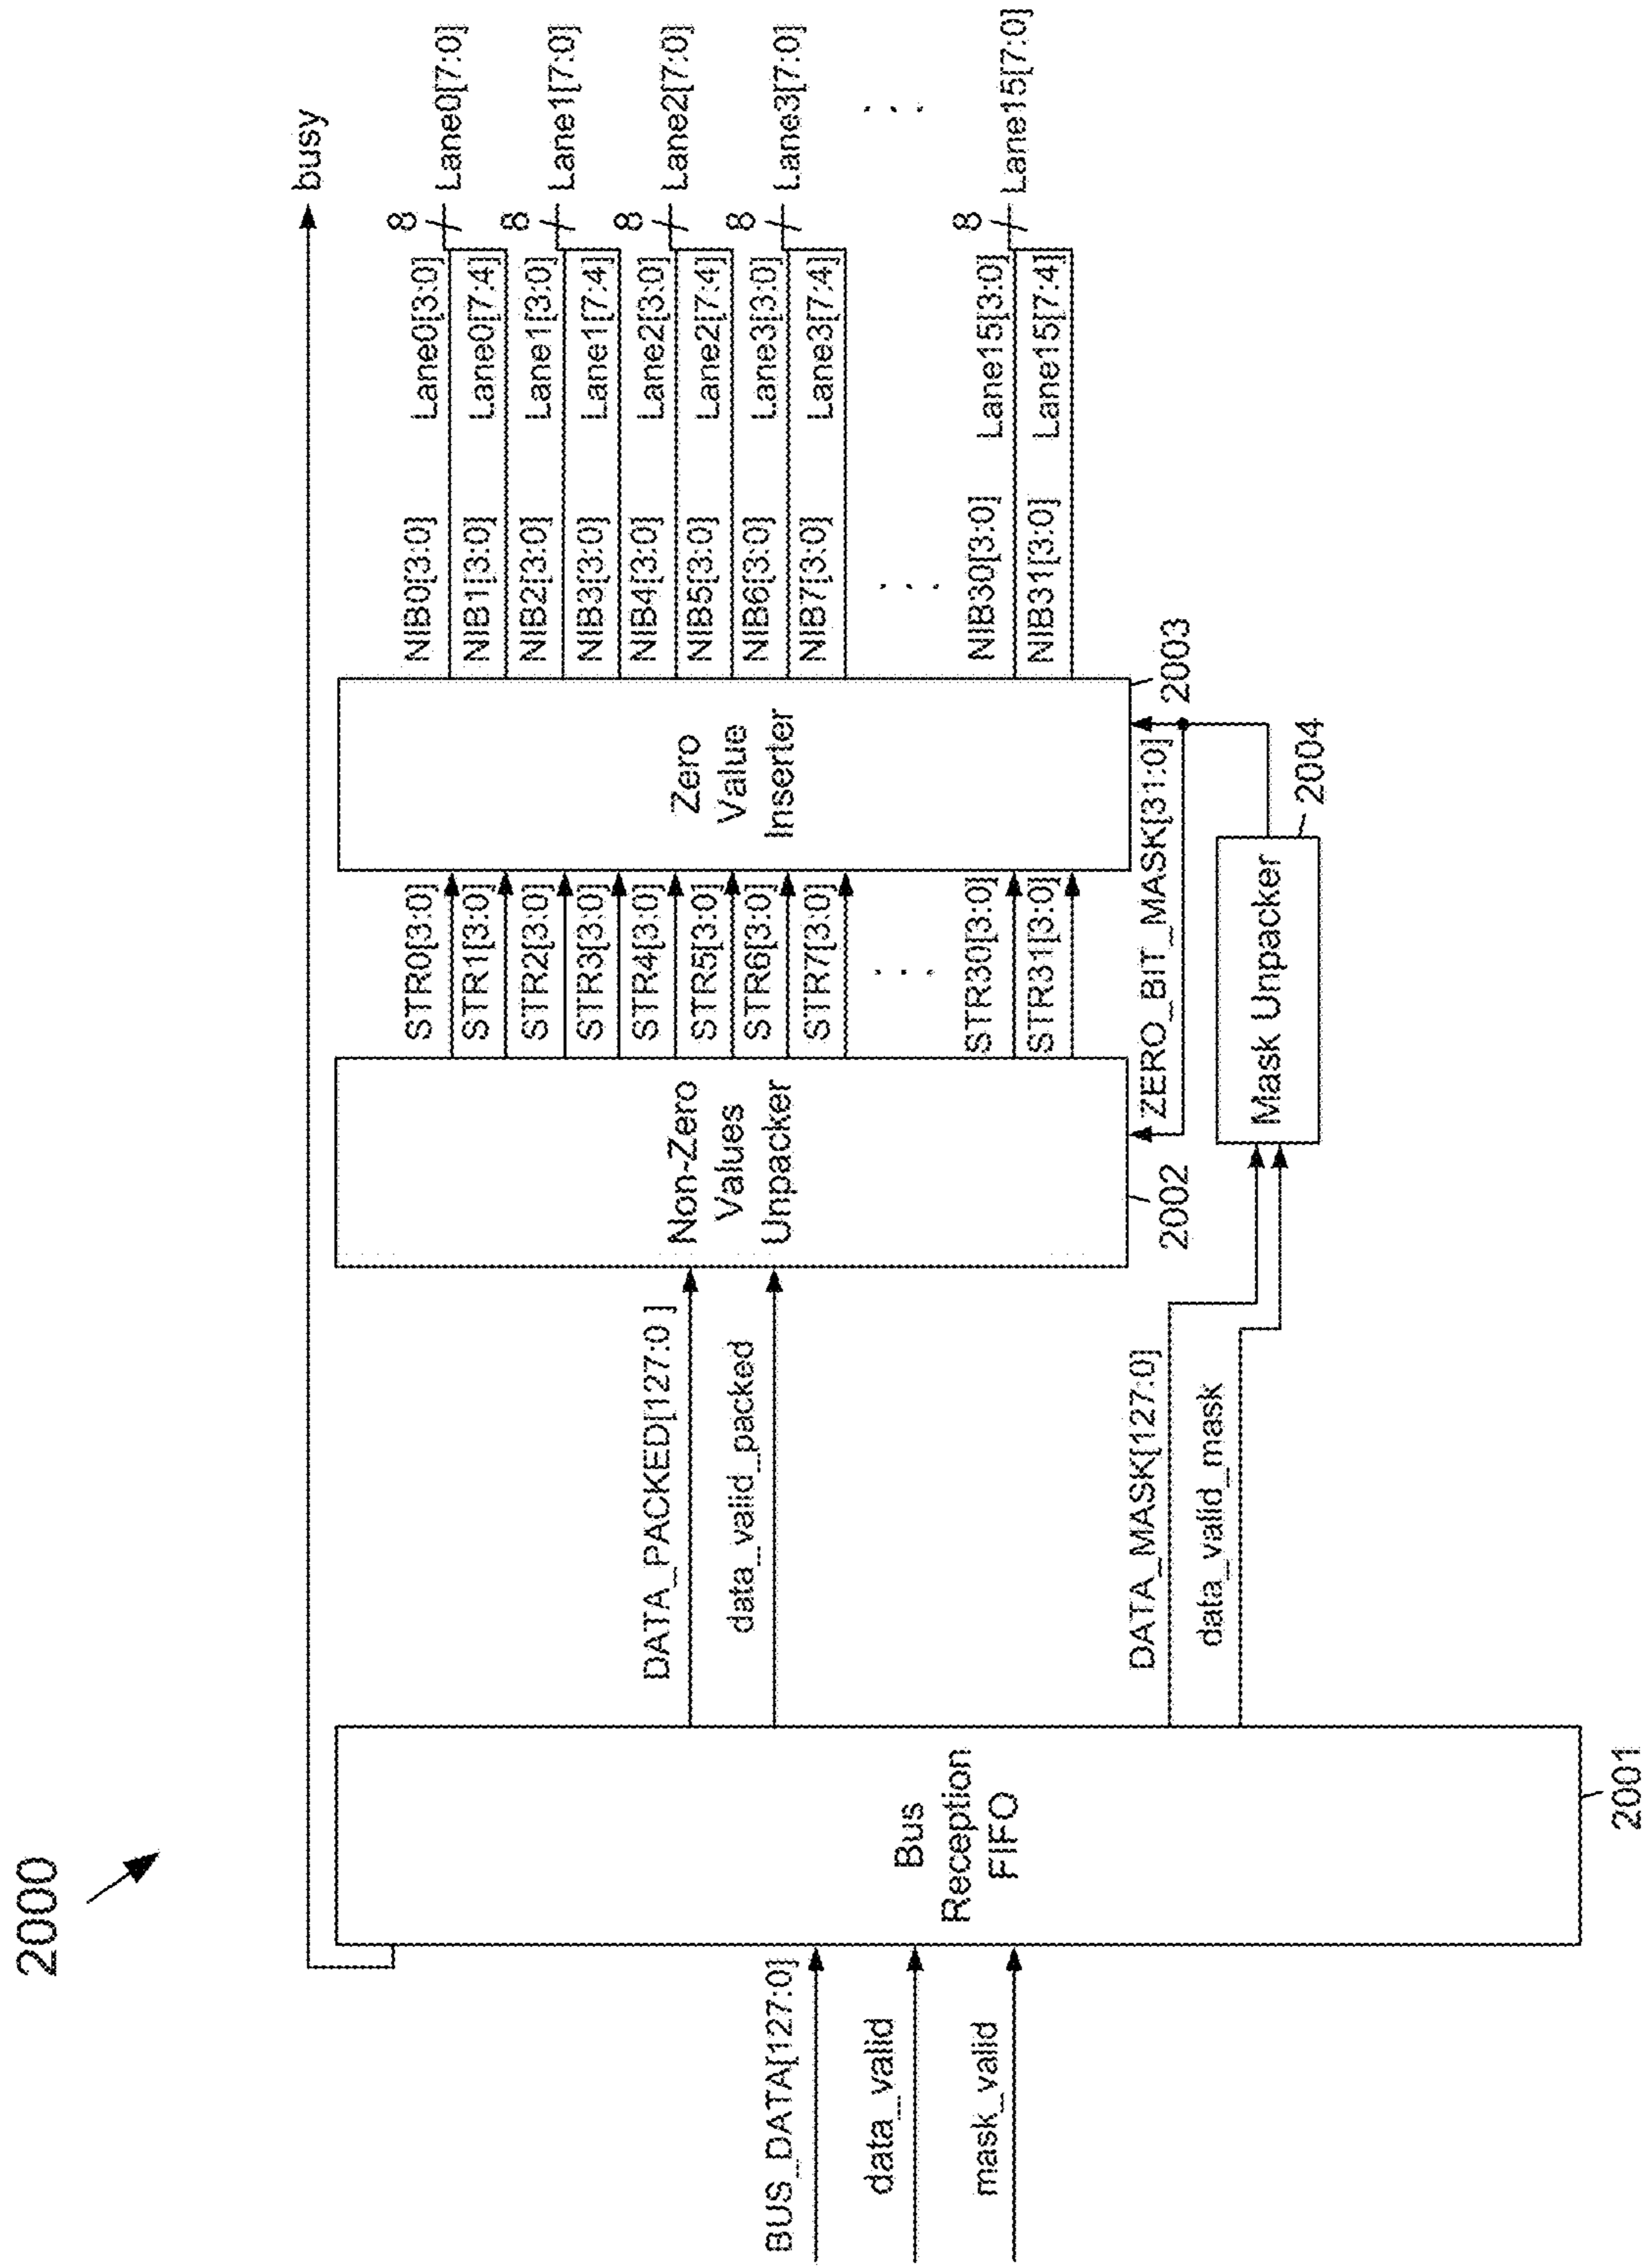 2000
busy
BUS_DATA[127:0]
data_valid
mask_valid
Bus
Reception
FIFO
2001
DATA_PACKED[127:0 ]
data_valid_packed
DATA_MASK[127:0]
data_valid_mask
Non-Zero
Values
Unpacker
2002
STR0[3:0]
STR1[3:0]
STR2[3:0]
STR3[3:0]
STR4[3:0]
STR5[3:0]
STR6[3:0]
STR7[3:0]
. . .
STR30[3:0]
STR31[3:0]
ZERO_BIT_MASK[31:0]
Mask Unpacker
2004
Zero
Value
Inserter
2003
NIB0[3:0]
NIB1[3:0]
NIB2[3:0]
NIB3[3:0]
NIB4[3:0]
NIB5[3:0]
NIB6[3:0]
NIB7[3:0]
. . .
NIB30[3:0]
NIB31[3:0]
Lane0[3:0]
Lane0[7:4]
Lane1[3:0]
Lane1[7:4]
Lane2[3:0]
Lane2[7:4]
Lane3[3:0]
Lane3[7:4]
Lane15[3:0]
Lane15[7:4]
8
8
8
8
8
Lane0[7:0]
Lane1[7:0]
Lane2[7:0]
Lane3[7:0]
. . .
Lane15[7:0]